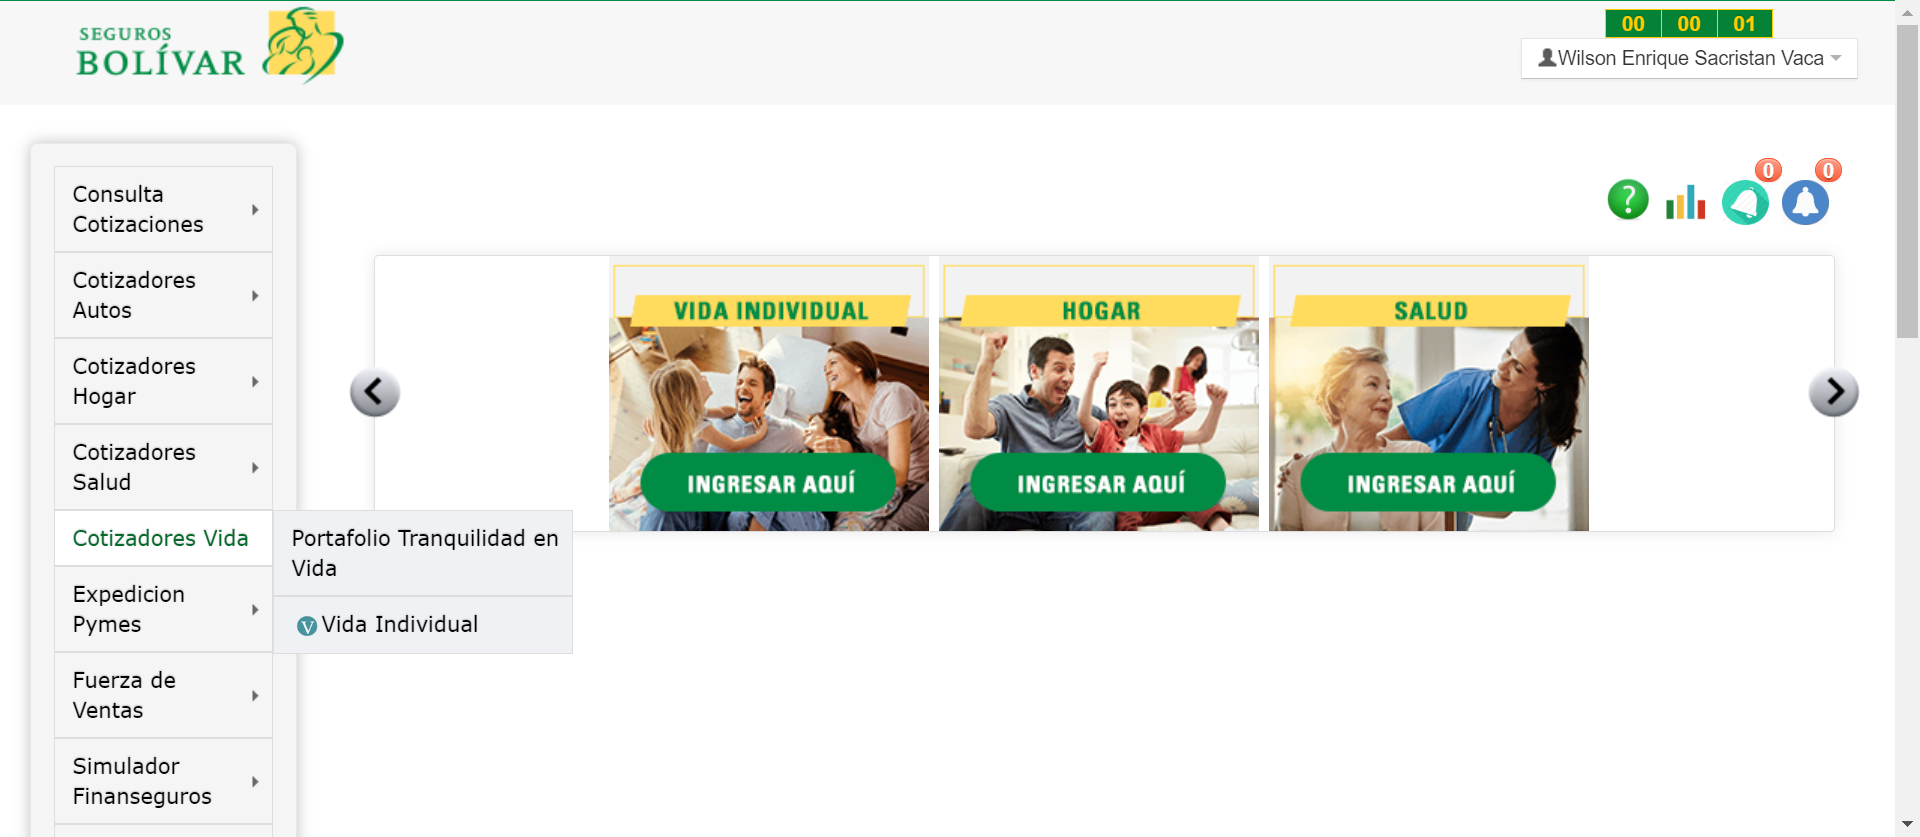 SEGUROS
BOLÍVAR
00 00 01
Wilson Enrique Sacristan Vaca
0 0
?
Consulta
Cotizaciones
Cotizadores
Autos
Cotizadores
Hogar
Cotizadores
Salud
Cotizadores Vida
Expedicion
Pymes
Fuerza de
Ventas
Simulador
Finanseguros
Portafolio Tranquilidad en
Vida
V Vida Individual
VIDA INDIVIDUAL
INGRESAR AQUÍ
HOGAR
INGRESAR AQUÍ
SALUD
INGRESAR AQUÍ